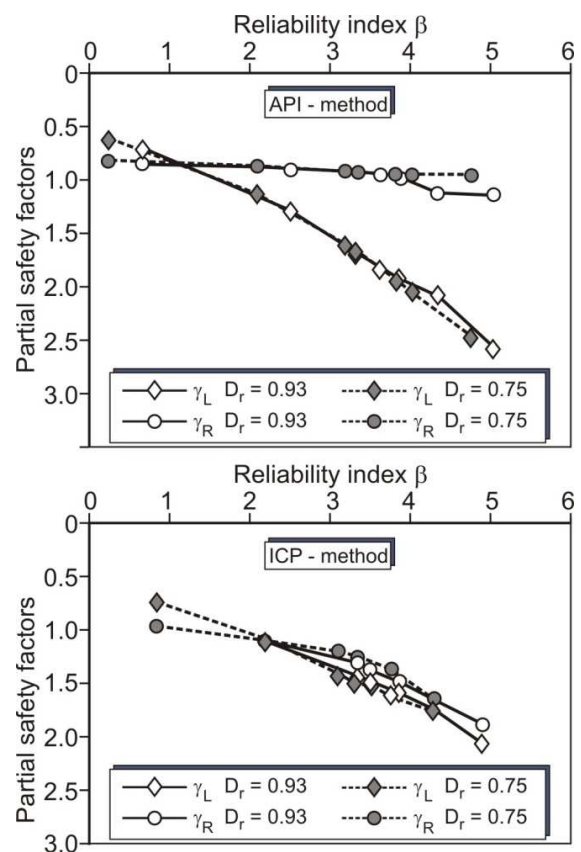 Reliability index β
0 1 2 3 4 5 6
0
0.5
API - method
1.0
1.5
2.0
2.5
3.0
Partial safety factors
γL Dr = 0.93 γL Dr = 0.75
γR Dr = 0.93 γR Dr = 0.75
Reliability index β
0 1 2 3 4 5 6
0
ICP - method
0.5
1.0
1.5
2.0
2.5
3.0
Partial safety factors
γL Dr = 0.93 γL Dr = 0.75
γR Dr = 0.93 γR Dr = 0.75